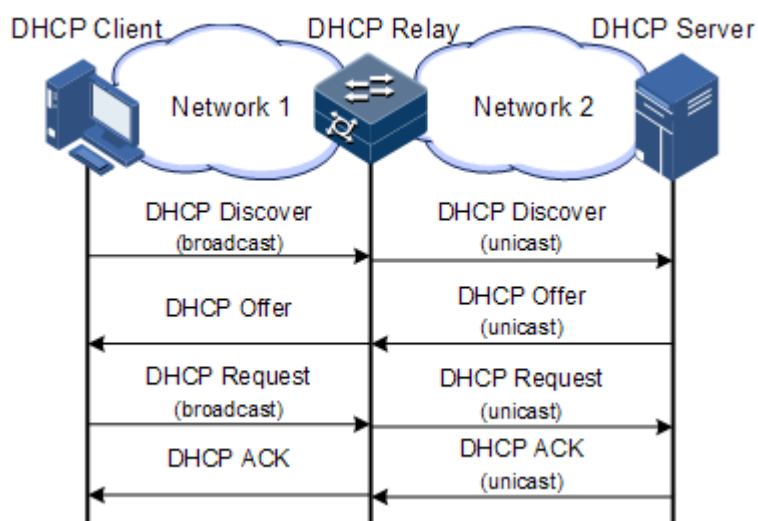 DHCP Client
DHCP Relay
DHCP Server
Network 1
Network 2
DHCP Discover
(broadcast)
DHCP Discover
(unicast)
DHCP Offer
DHCP Offer
(unicast)
DHCP Request
(broadcast)
DHCP Request
(unicast)
DHCP ACK
DHCP ACK
(unicast)